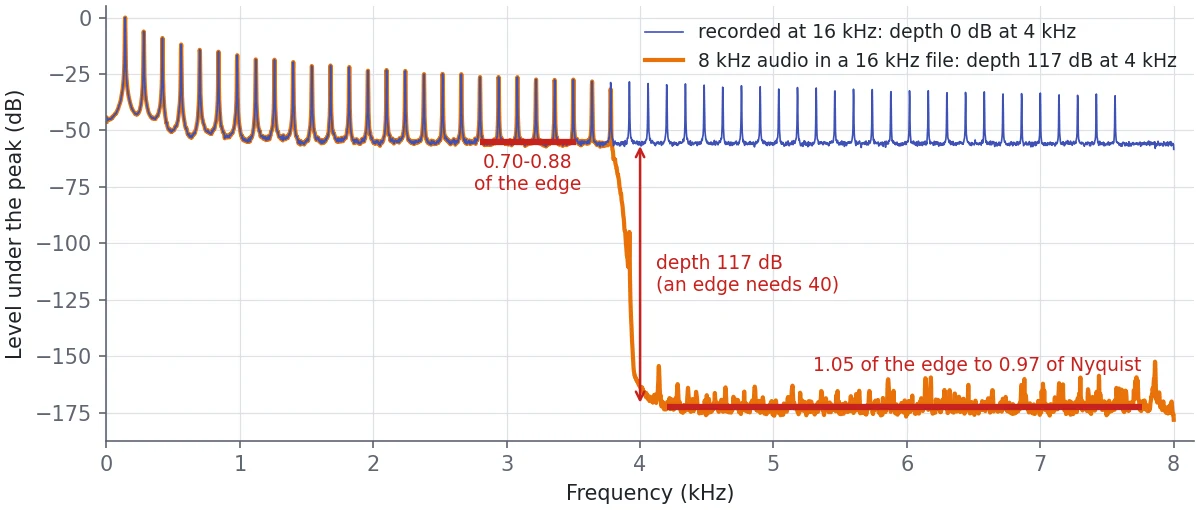 recorded at 16 kHz: depth 0 dB at 4 kHz
8 kHz audio in a 16 kHz file: depth 117 dB at 4 kHz
0.70-0.88
of the edge
depth 117 dB
(an edge needs 40)
1.05 of the edge to 0.97 of Nyquist
Level under the peak (dB)
0
−25
−50
−75
−100
−125
−150
−175
0 1 2 3 4 5 6 7 8
Frequency (kHz)